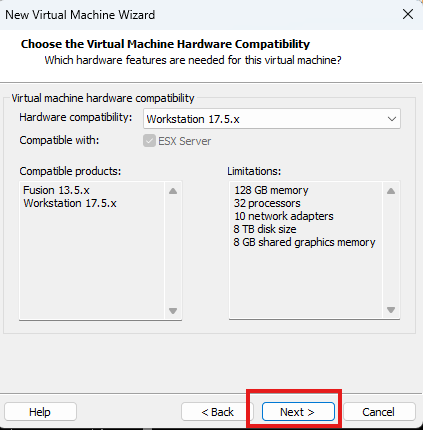 New Virtual Machine Wizard
Choose the Virtual Machine Hardware Compatibility
Which hardware features are needed for this virtual machine?
Virtual machine hardware compatibility
Hardware compatibility: Workstation 17.5.x
Compatible with: ESX Server
Compatible products:
Fusion 13.5.x
Workstation 17.5.x
Limitations:
128 GB memory
32 processors
10 network adapters
8 TB disk size
8 GB shared graphics memory
Help < Back Next > Cancel